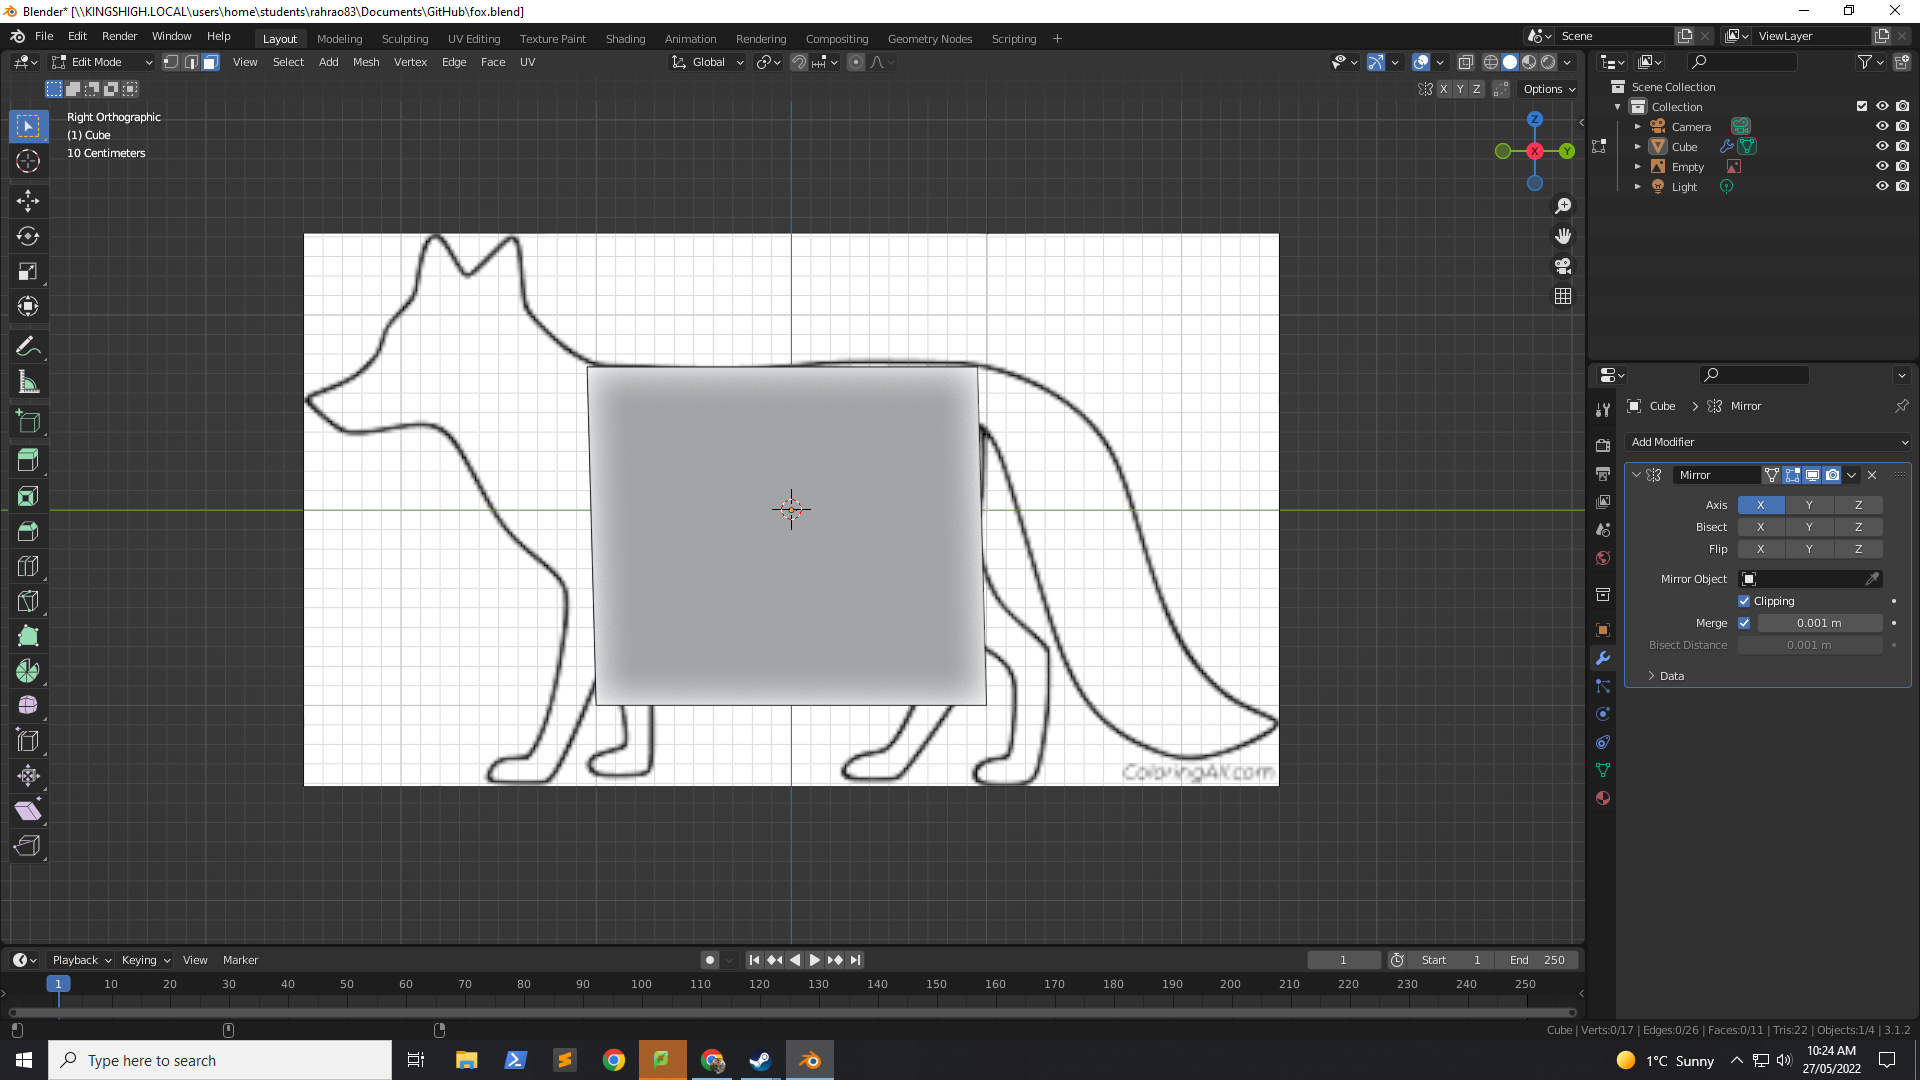 Blender* [\\KINGSHIGH.LOCAL\users\home\students\rahrao83\Documents\GitHub\fox.blend]
File Edit Render Window Help Layout Modeling Sculpting UV Editing Texture Paint Shading Animation Rendering Compositing Geometry Nodes Scripting + Scene ViewLayer
Edit Mode View Select Add Mesh Vertex Edge Face UV Global
X Y Z Options
Right Orthographic
(1) Cube
10 Centimeters
Z
X Y
ColoringAll.com
Scene Collection
Collection
Camera
Cube
Empty
Light
Cube > Mirror
Add Modifier
Mirror
Axis X Y Z
Bisect X Y Z
Flip X Y Z
Mirror Object
Clipping
Merge 0.001 m
Bisect Distance 0.001 m
Data
Playback Keying View Marker 1 Start 1 End 250
1 10 20 30 40 50 60 70 80 90 100 110 120 130 140 150 160 170 180 190 200 210 220 230 240 250
Cube | Verts:0/17 | Edges:0/26 | Faces:0/11 | Tris:22 | Objects:1/4 | 3.1.2
Type here to search
1°C Sunny
10:24 AM
27/05/2022